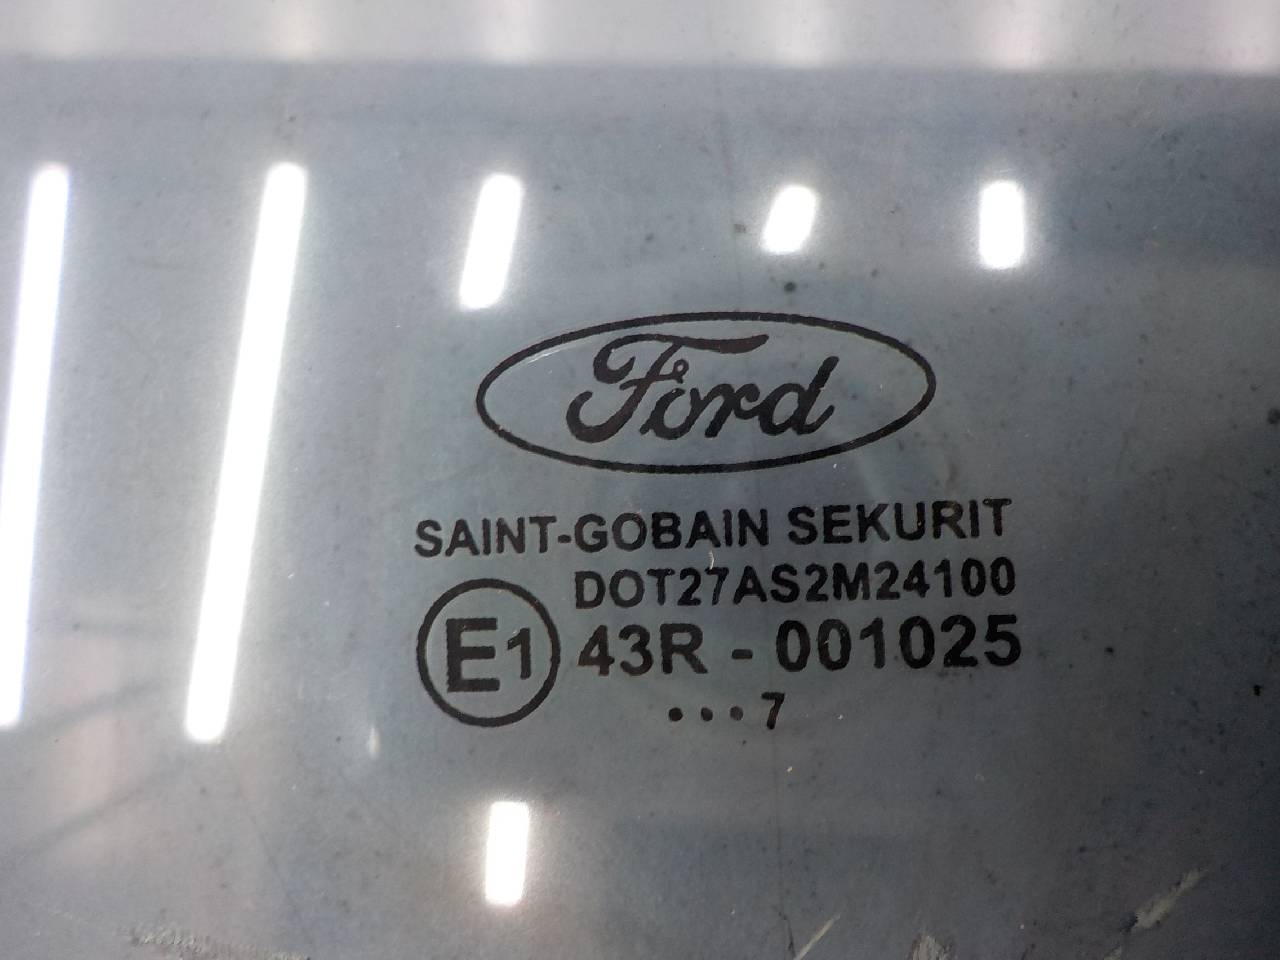 Ford
SAINT-GOBAIN SEKURIT
DOT27AS2M24100
E1 43R - 001025
...7